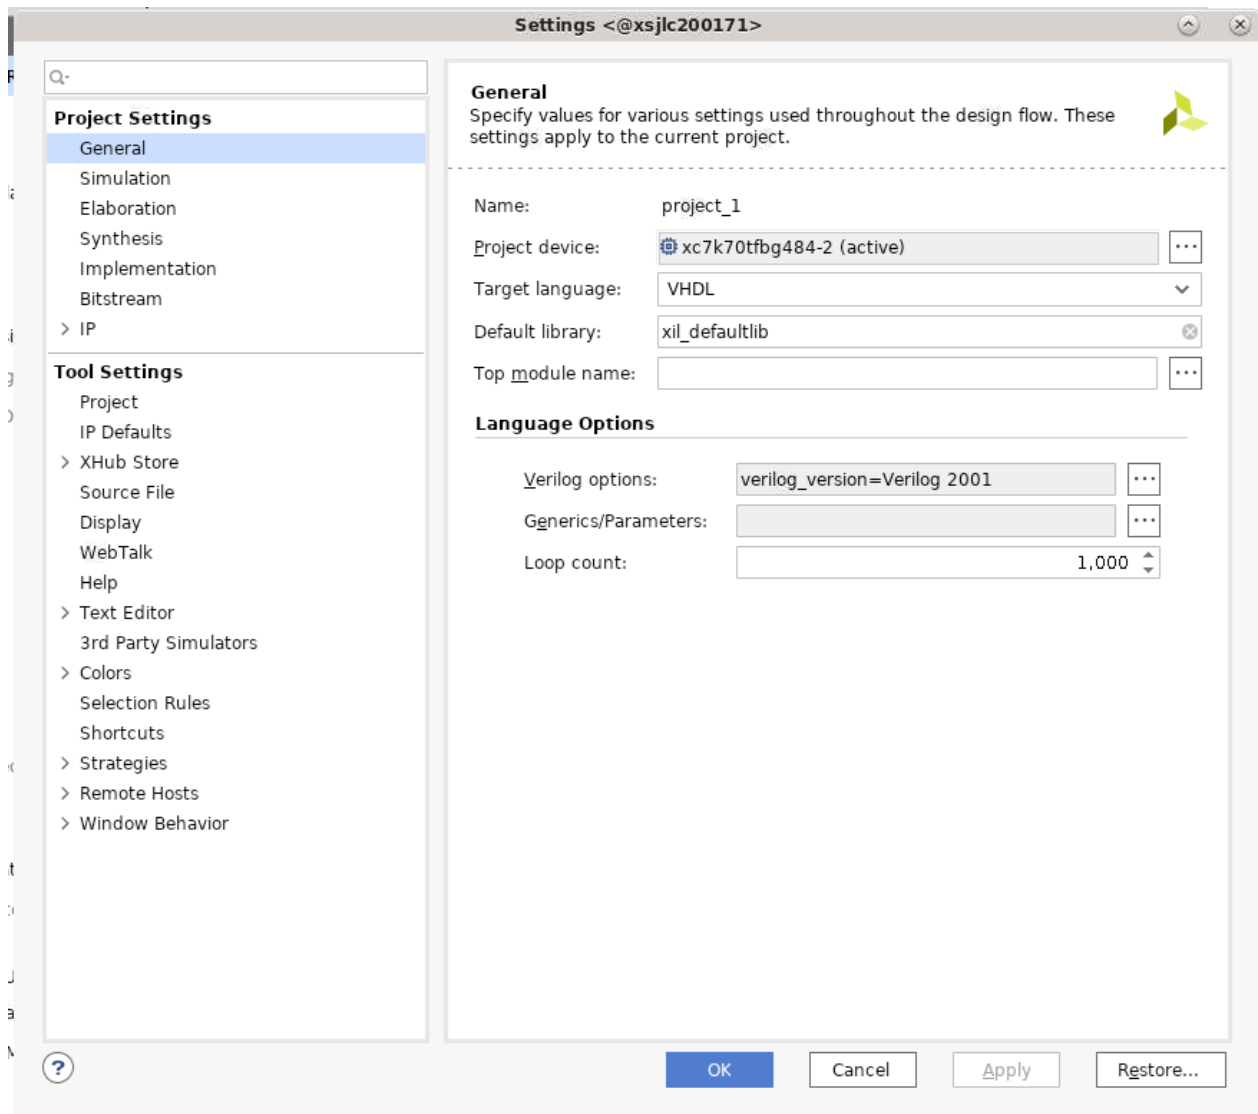 Settings <@xsjlc200171>
Project Settings
General
Simulation
Elaboration
Synthesis
Implementation
Bitstream
IP
Tool Settings
Project
IP Defaults
XHub Store
Source File
Display
WebTalk
Help
Text Editor
3rd Party Simulators
Colors
Selection Rules
Shortcuts
Strategies
Remote Hosts
Window Behavior
General
Specify values for various settings used throughout the design flow. These
settings apply to the current project.
Name: project_1
Project device: xc7k70tfbg484-2 (active)
Target language: VHDL
Default library: xil_defaultlib
Top module name:
Language Options
Verilog options: verilog_version=Verilog 2001
Generics/Parameters:
Loop count: 1,000
? OK Cancel Apply Restore...